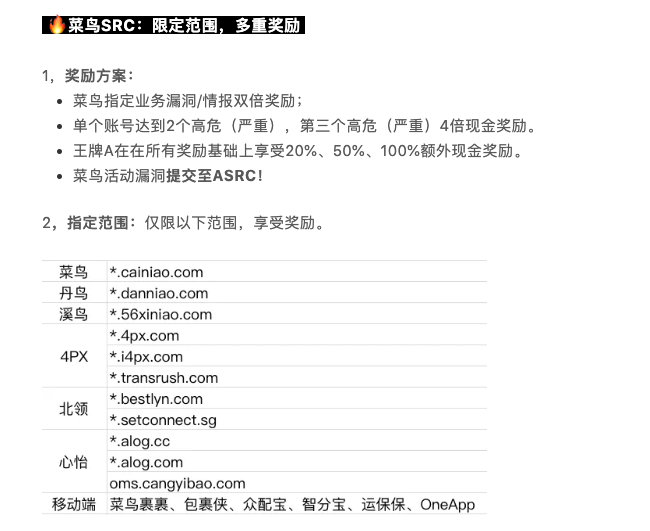 🔥菜鸟SRC：限定范围，多重奖励
1，奖励方案：
• 菜鸟指定业务漏洞/情报双倍奖励；
• 单个账号达到2个高危（严重），第三个高危（严重）4倍现金奖励。
• 王牌A在在所有奖励基础上享受20%、50%、100%额外现金奖励。
• 菜鸟活动漏洞提交至ASRC！
2，指定范围：仅限以下范围，享受奖励。
菜鸟 *.cainiao.com
丹鸟 *.danniao.com
溪鸟 *.56xiniao.com
*.4px.com
4PX *.i4px.com
*.transrush.com
北领 *.bestlyn.com
*.setconnect.sg
*.alog.cc
心怡 *.alog.com
oms.cangyibao.com
移动端 菜鸟裹裹、包裹侠、众配宝、智分宝、运保保、OneApp